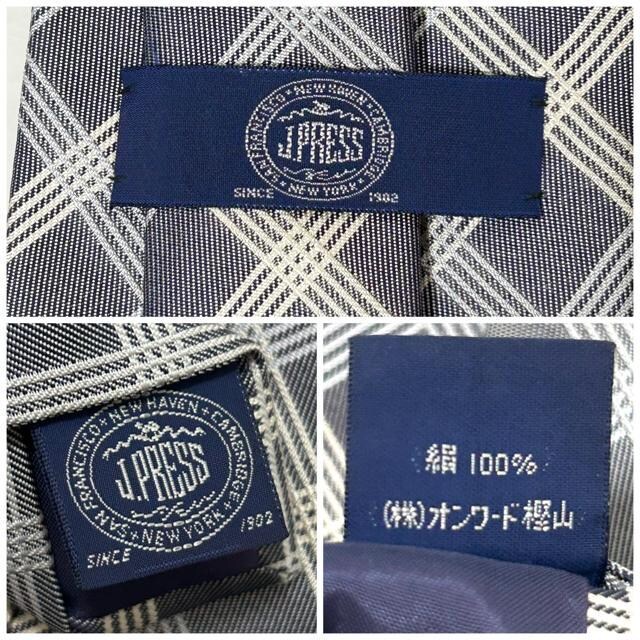 SAN FRANCISCO + NEW HAVEN + CAMBRIDGE + NEW YORK +
J.PRESS
SINCE 1902
SAN FRANCISCO + NEW HAVEN + CAMBRIDGE + NEW YORK +
J.PRESS
SINCE 1902
絹 100%
(株)オンワード樫山